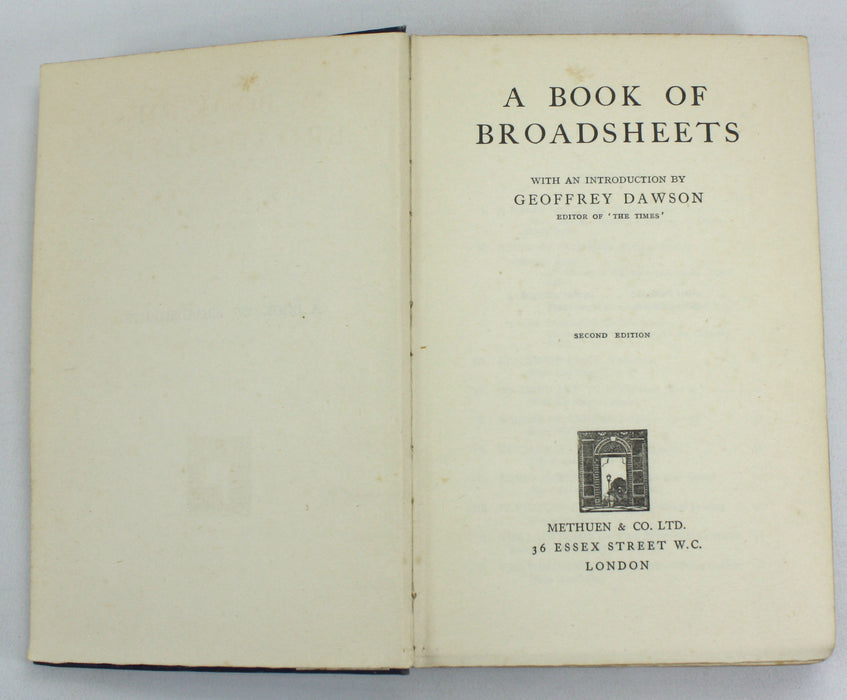 A BOOK OF
BROADSHEETS
WITH AN INTRODUCTION BY
GEOFFREY DAWSON
EDITOR OF ‘THE TIMES’
SECOND EDITION
METHUEN & CO. LTD.
36 ESSEX STREET W.C.
LONDON